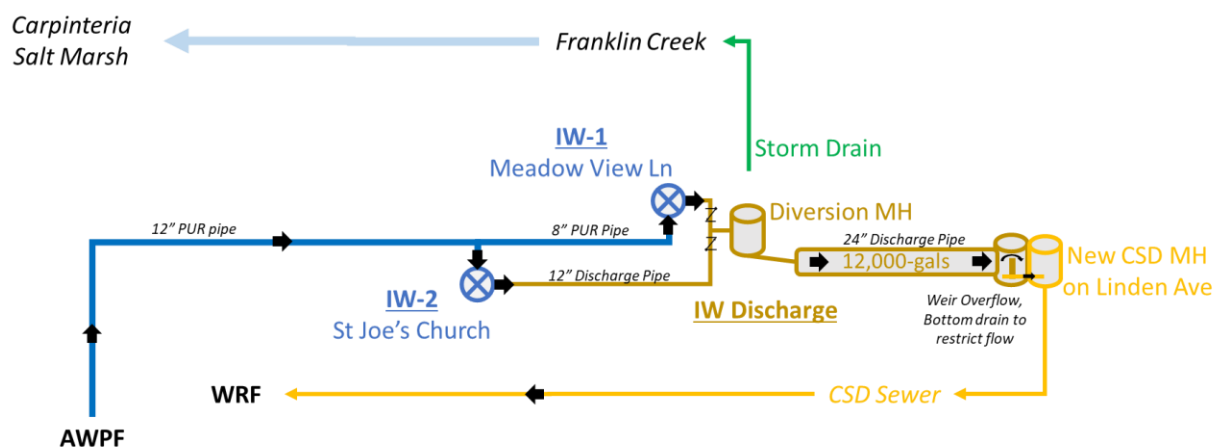 Carpinteria
Salt Marsh
Franklin Creek
IW-1
Meadow View Ln
Storm Drain
Diversion MH
12” PUR pipe
8” PUR Pipe
24” Discharge Pipe
12,000-gals
New CSD MH
on Linden Ave
12” Discharge Pipe
IW-2
St Joe’s Church
IW Discharge
Weir Overflow,
Bottom drain to
restrict flow
WRF
CSD Sewer
AWPF